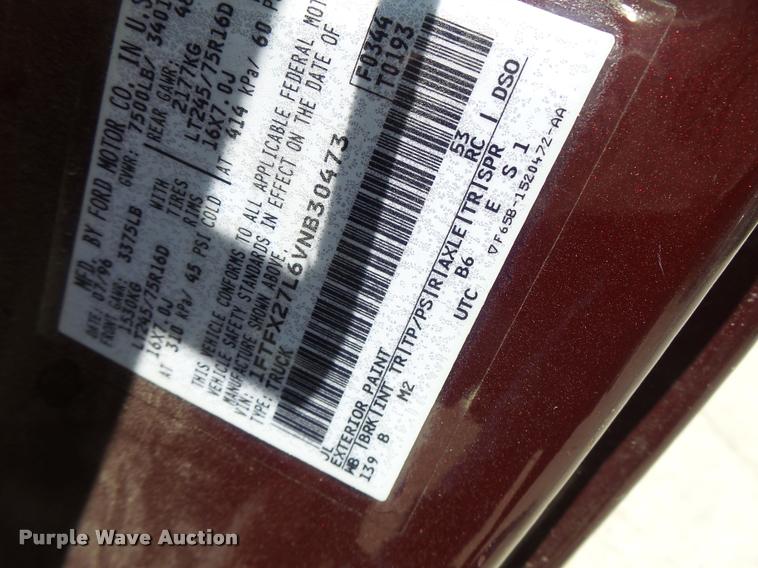 MFD. BY FORD MOTOR CO. IN U.S.
DATE: 07/96 GVWR: 7500LB/ 3401
FRONT GAWR: 3375LB REAR GAWR:
1530KG WITH 2177KG
LT245/75R16D TIRES LT245/75R16D
16X7.0J RIMS 16X7.0J
AT 310 kPa/ 45 PSI COLD AT 414 kPa/ 60
THIS VEHICLE CONFORMS TO ALL APPLICABLE FEDERAL MOT
VEHICLE SAFETY STANDARDS IN EFFECT ON THE DATE OF
MANUFACTURE SHOWN ABOVE.
VIN: 1FTFX27L6VNB30473
TYPE: TRUCK
F0344
T0193
JL 53
EXTERIOR PAINT RC DSO
WB |BRK|INT TR|TP/PS|R|AXLE|TR|SPR
139 B M2 UTC B6 E S 1
▽F65B-1520472-AA
Purple Wave Auction